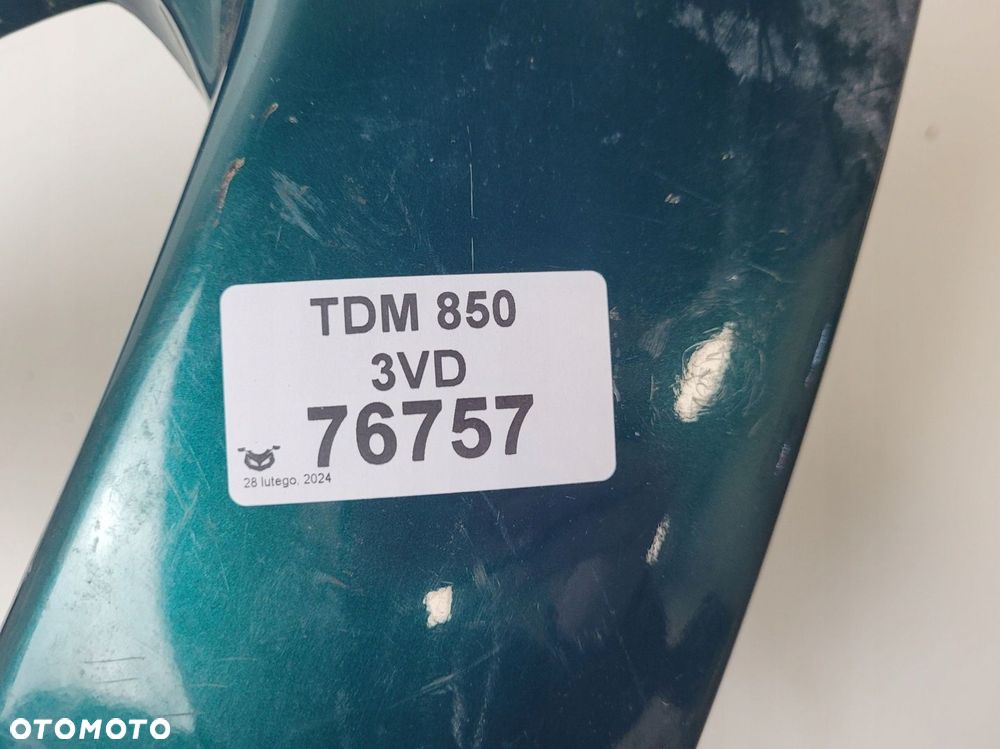 TDM 850
3VD
76757
28 lutego, 2024
OTOMOTO